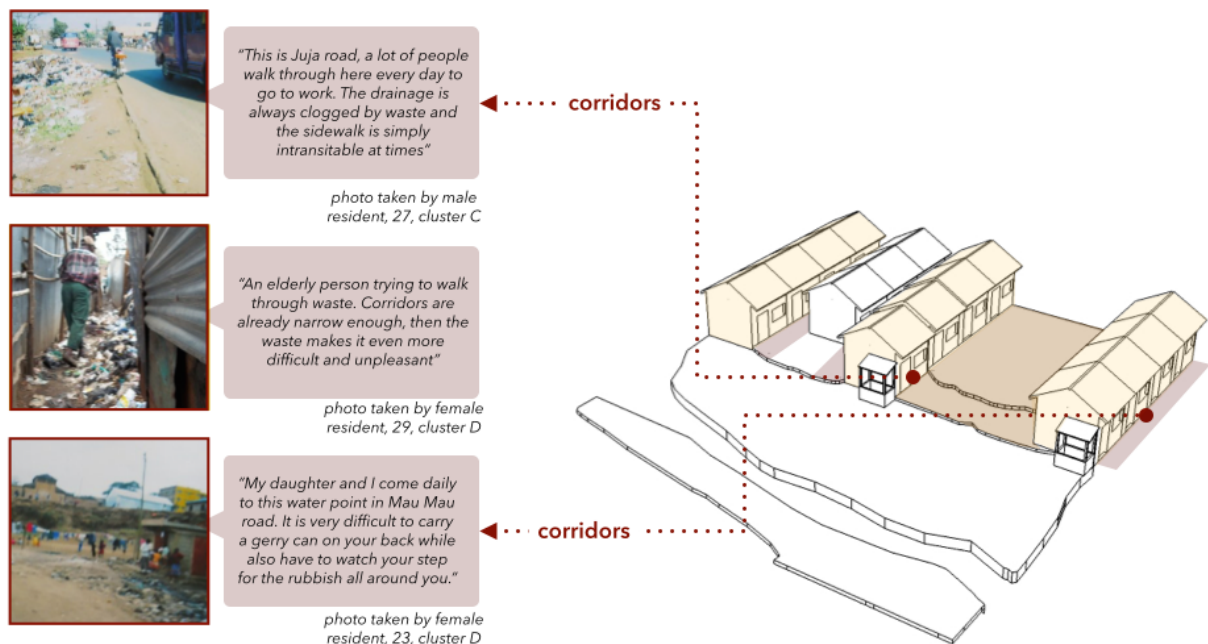 “This is Juja road, a lot of people
walk through here every day to
go to work. The drainage is
always clogged by waste and
the sidewalk is simply
intransitable at times”
photo taken by male
resident, 27, cluster C
corridors
“An elderly person trying to walk
through waste. Corridors are
already narrow enough, then the
waste makes it even more
difficult and unpleasant”
photo taken by female
resident, 29, cluster D
“My daughter and I come daily
to this water point in Mau Mau
road. It is very difficult to carry
a gerry can on your back while
also have to watch your step
for the rubbish all around you.”
photo taken by female
resident, 23, cluster D
corridors